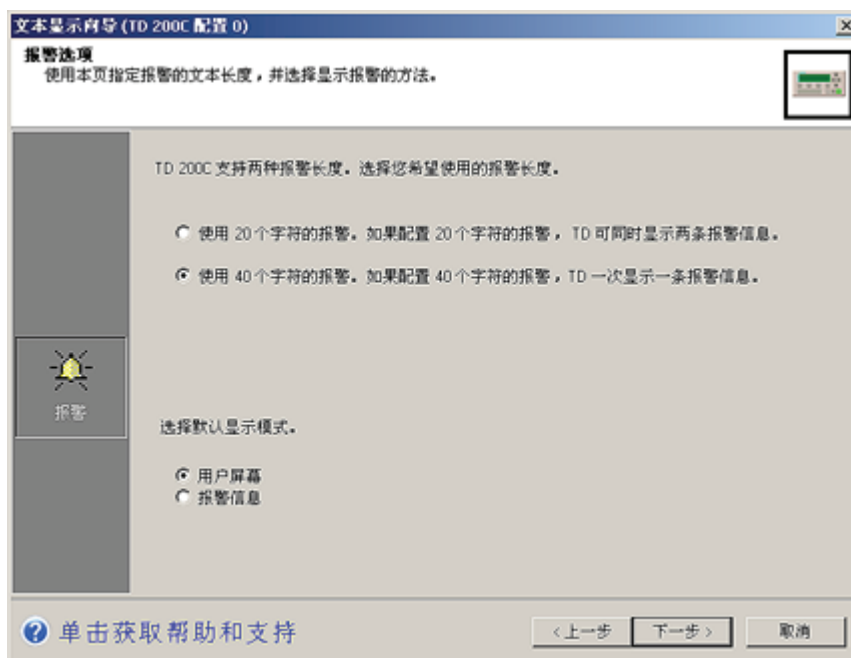 文本显示向导 (TD 200C 配置 0)
报警选项
使用本页指定报警的文本长度，并选择显示报警的方法。
TD 200C 支持两种报警长度。选择您希望使用的报警长度。
使用 20 个字符的报警。如果配置 20 个字符的报警，TD 可同时显示两条报警信息。
使用 40 个字符的报警。如果配置 40 个字符的报警，TD 一次显示一条报警信息。
报警
选择默认显示模式。
用户屏幕
报警信息
单击获取帮助和支持
<上一步
下一步>
取消